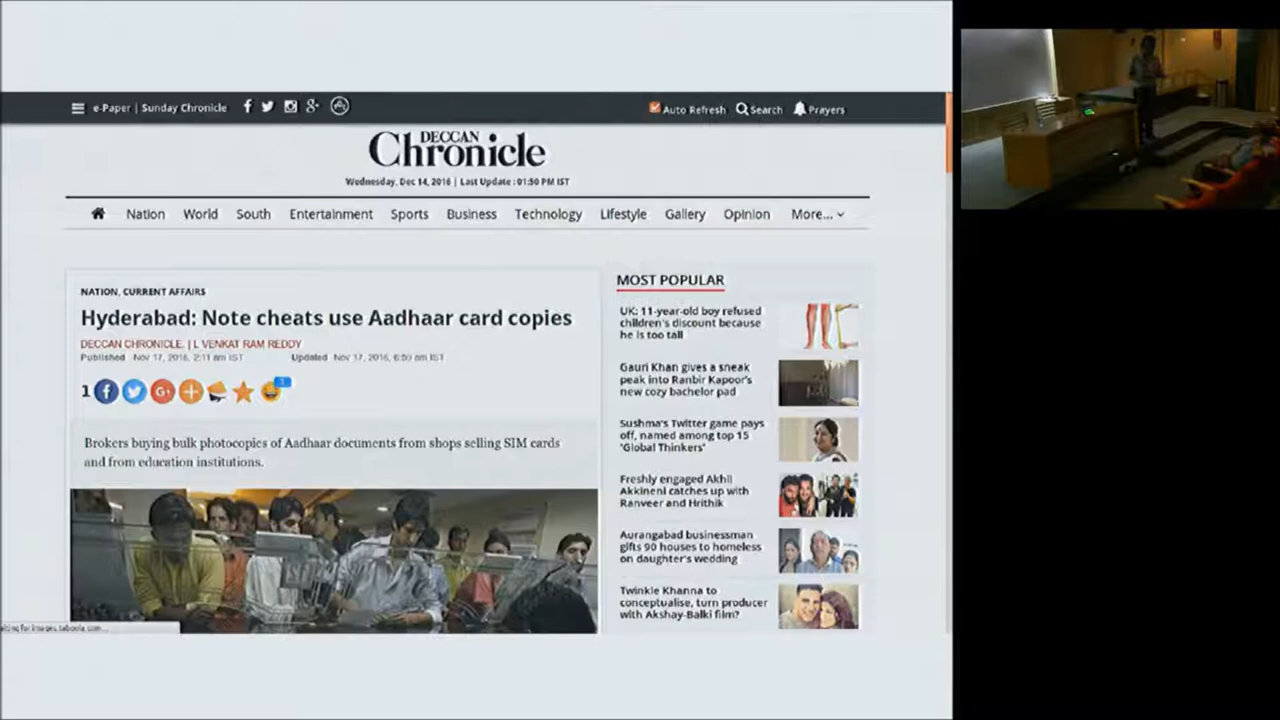 e-Paper | Sunday Chronicle
Auto Refresh Search Prayers
DECCAN
Chronicle
Wednesday, Dec 14, 2016 | Last Update : 01:50 PM IST
Nation World South Entertainment Sports Business Technology Lifestyle Gallery Opinion More...
NATION, CURRENT AFFAIRS
Hyderabad: Note cheats use Aadhaar card copies
DECCAN CHRONICLE. | L VENKAT RAM REDDY
Published Nov 17, 2016, 2:11 am IST Updated Nov 17, 2016, 6:50 am IST
1
Brokers buying bulk photocopies of Aadhaar documents from shops selling SIM cards
and from education institutions.
MOST POPULAR
UK: 11-year-old boy refused
children's discount because
he is too tall
Gauri Khan gives a sneak
peak into Ranbir Kapoor's
new cozy bachelor pad
Sushma's Twitter game pays
off, named among top 15
'Global Thinkers'
Freshly engaged Akhil
Akkineni catches up with
Ranveer and Hrithik
Aurangabad businessman
gifts 90 houses to homeless
on daughter's wedding
Twinkle Khanna to
conceptualise, turn producer
with Akshay-Balki film?
aiting for images.taboola.com...